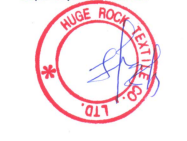 HUGE ROCK TEXTILE CO., LTD.